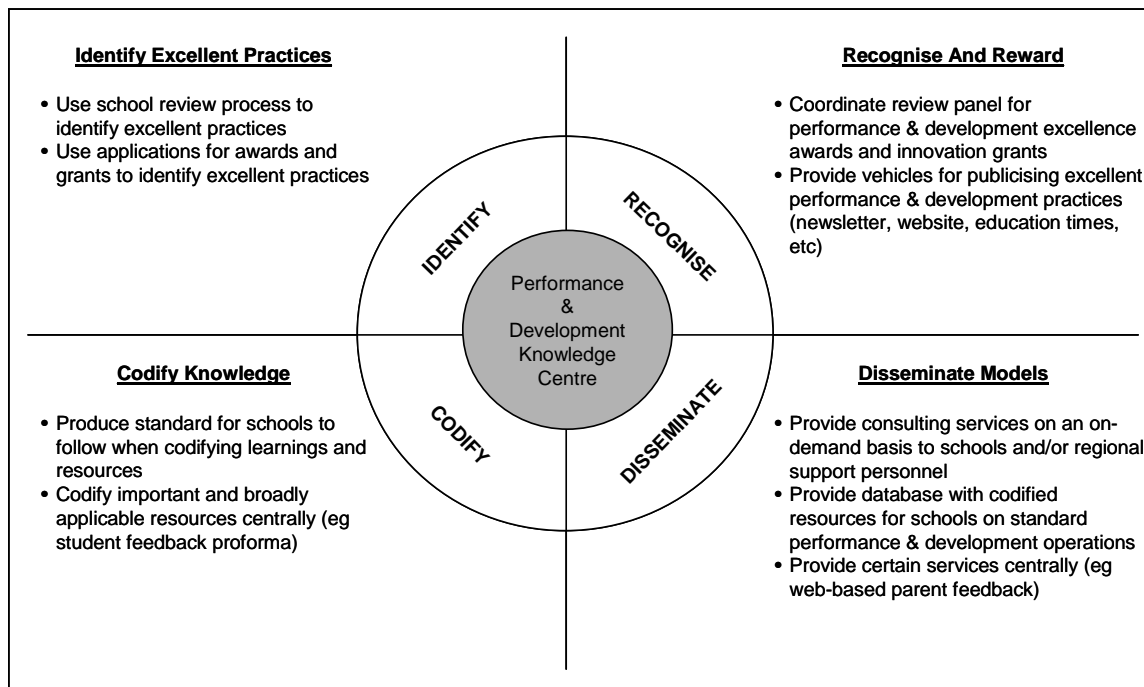 Identify Excellent Practices
• Use school review process to
identify excellent practices
• Use applications for awards and
grants to identify excellent practices
Recognise And Reward
• Coordinate review panel for
performance & development excellence
awards and innovation grants
• Provide vehicles for publicising excellent
performance & development practices
(newsletter, website, education times,
etc)
IDENTIFY
RECOGNISE
Performance
&
Development
Knowledge
Centre
CODIFY
DISSEMINATE
Codify Knowledge
• Produce standard for schools to
follow when codifying learnings and
resources
• Codify important and broadly
applicable resources centrally (eg
student feedback proforma)
Disseminate Models
• Provide consulting services on an on-
demand basis to schools and/or regional
support personnel
• Provide database with codified
resources for schools on standard
performance & development operations
• Provide certain services centrally (eg
web-based parent feedback)